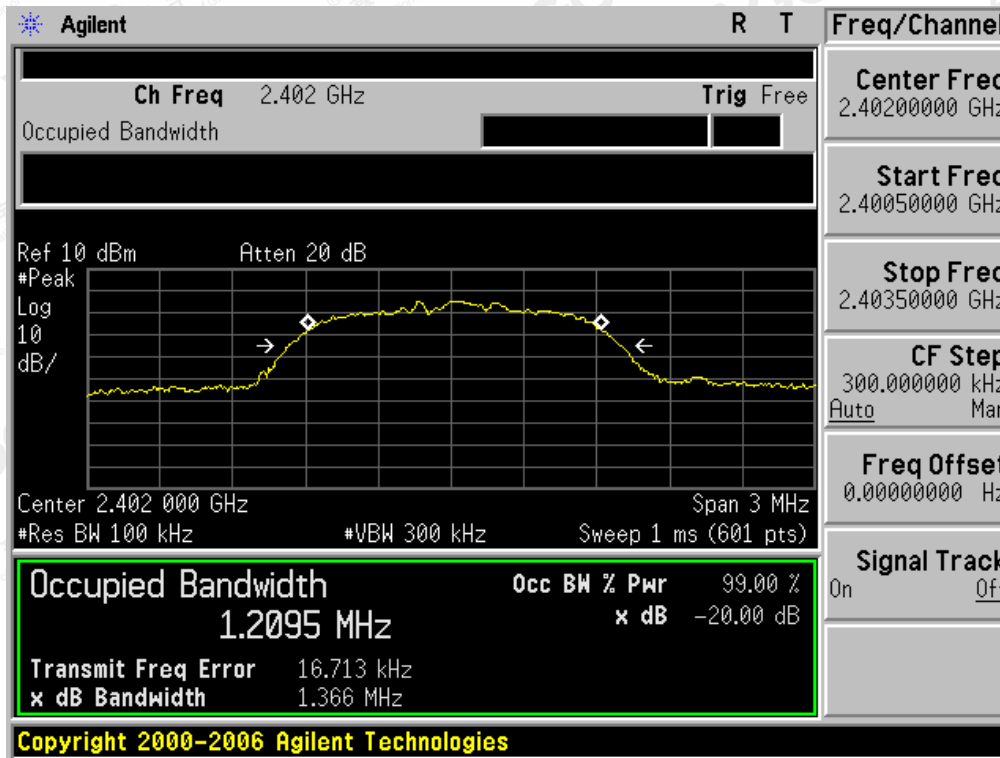 Agilent R T
Freq/Channel
Ch Freq 2.402 GHz Trig Free
Occupied Bandwidth
Center Freq
2.40200000 GHz
Start Freq
2.40050000 GHz
Stop Freq
2.40350000 GHz
CF Step
300.000000 kHz
Auto Man
Freq Offset
0.00000000 Hz
Signal Track
On Off
Ref 10 dBm Atten 20 dB
#Peak
Log
10
dB/
Center 2.402 000 GHz Span 3 MHz
#Res BW 100 kHz #VBW 300 kHz Sweep 1 ms (601 pts)
Occupied Bandwidth
1.2095 MHz
Occ BW % Pwr 99.00 %
x dB -20.00 dB
Transmit Freq Error 16.713 kHz
x dB Bandwidth 1.366 MHz
Copyright 2000-2006 Agilent Technologies